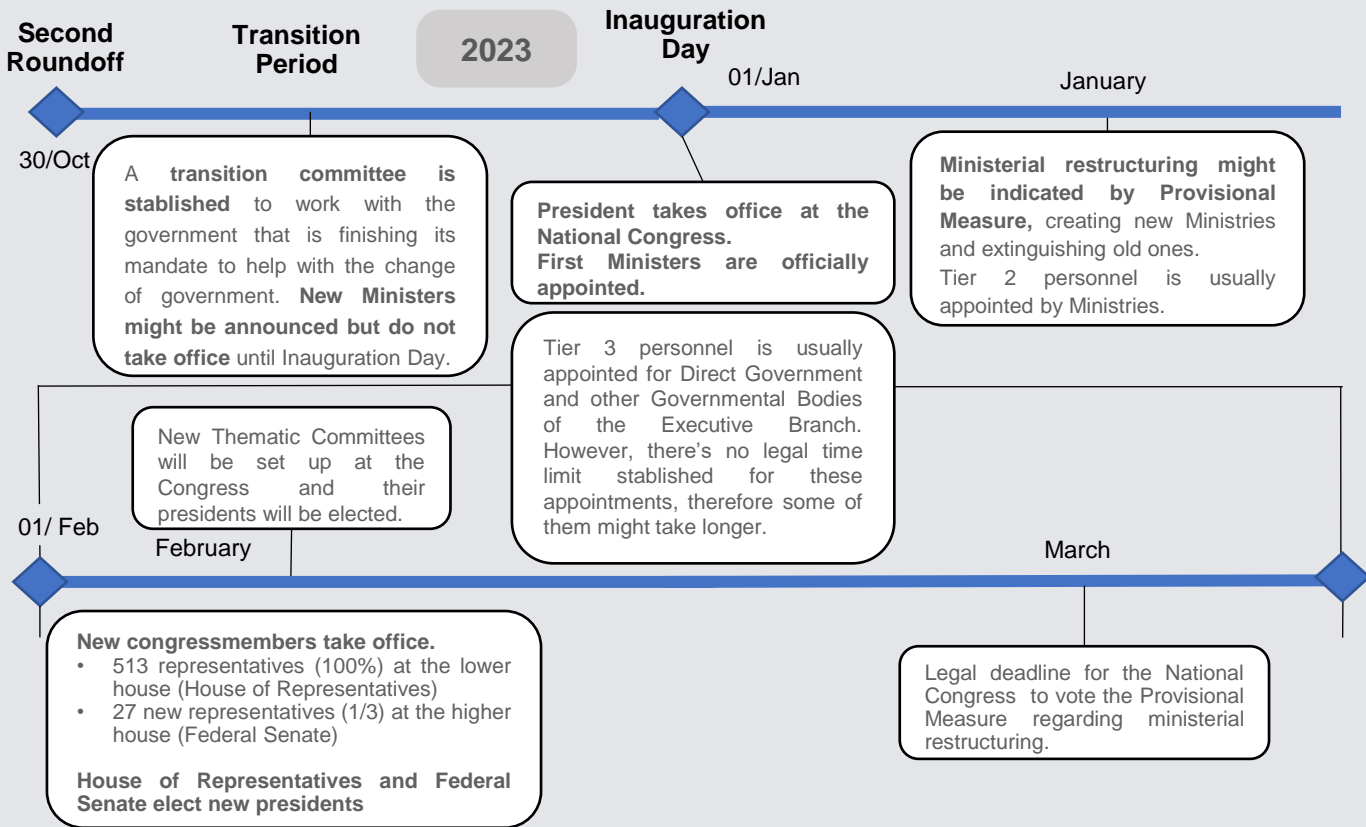 Second
Roundoff
Transition
Period
2023
Inauguration
Day
01/Jan
January
30/Oct
A transition committee is
stablished to work with the
government that is finishing its
mandate to help with the change
of government. New Ministers
might be announced but do not
take office until Inauguration Day.
President takes office at the
National Congress.
First Ministers are officially
appointed.
Ministerial restructuring might
be indicated by Provisional
Measure, creating new Ministries
and extinguishing old ones.
Tier 2 personnel is usually
appointed by Ministries.
Tier 3 personnel is usually
appointed for Direct Government
and other Governmental Bodies
of the Executive Branch.
However, there's no legal time
limit stablished for these
appointments, therefore some of
them might take longer.
New Thematic Committees
will be set up at the
Congress and their
presidents will be elected.
01/ Feb
February
March
New congressmembers take office.
• 513 representatives (100%) at the lower
house (House of Representatives)
• 27 new representatives (1/3) at the higher
house (Federal Senate)
House of Representatives and Federal
Senate elect new presidents
Legal deadline for the National
Congress to vote the Provisional
Measure regarding ministerial
restructuring.